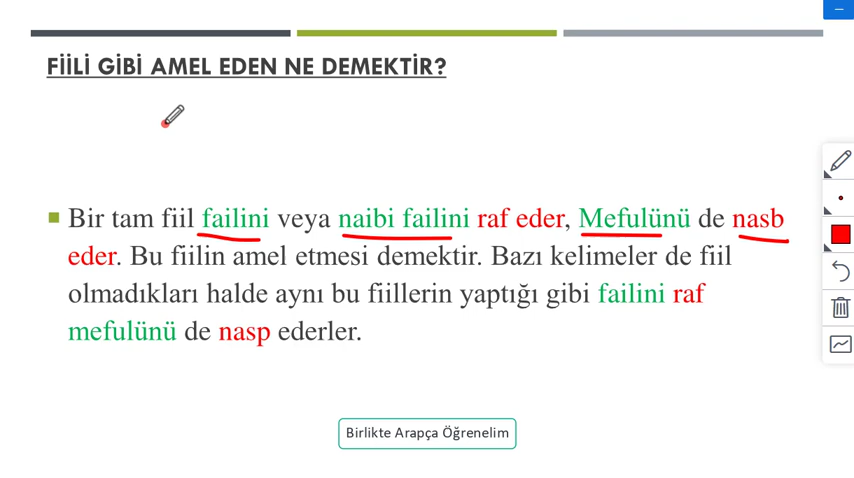 FİİLİ GİBİ AMEL EDEN NE DEMEKTİR?
Bir tam fiil failini veya naibi failini raf eder, Mefulünü de nasb
eder. Bu fiilin amel etmesi demektir. Bazı kelimeler de fiil
olmadıkları halde aynı bu fiillerin yaptığı gibi failini raf
mefulünü de nasp ederler.
Birlikte Arapça Öğrenelim